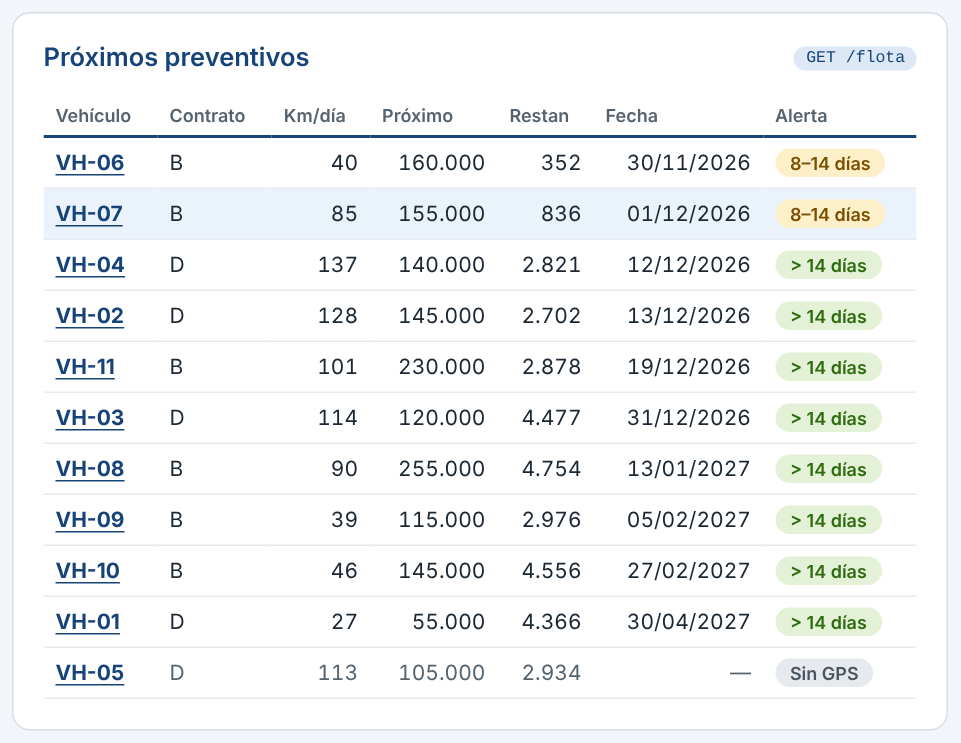 Próximos preventivos GET /flota
Vehículo Contrato Km/día Próximo Restan Fecha Alerta
VH-06 B 40 160.000 352 30/11/2026 8–14 días
VH-07 B 85 155.000 836 01/12/2026 8–14 días
VH-04 D 137 140.000 2.821 12/12/2026 > 14 días
VH-02 D 128 145.000 2.702 13/12/2026 > 14 días
VH-11 B 101 230.000 2.878 19/12/2026 > 14 días
VH-03 D 114 120.000 4.477 31/12/2026 > 14 días
VH-08 B 90 255.000 4.754 13/01/2027 > 14 días
VH-09 B 39 115.000 2.976 05/02/2027 > 14 días
VH-10 B 46 145.000 4.556 27/02/2027 > 14 días
VH-01 D 27 55.000 4.366 30/04/2027 > 14 días
VH-05 D 113 105.000 2.934 — Sin GPS